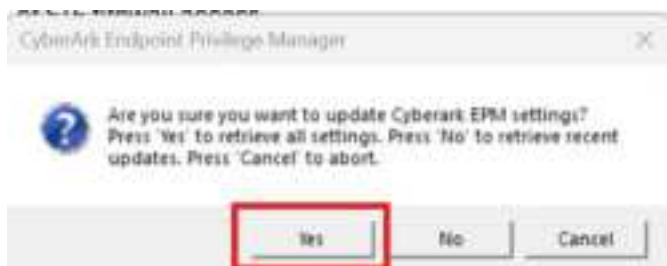 CyberArk Endpoint Privilege Manager
Are you sure you want to update Cyberark EPM settings?
Press 'Yes' to retrieve all settings. Press 'No' to retrieve recent
updates. Press 'Cancel' to abort.
Yes No Cancel